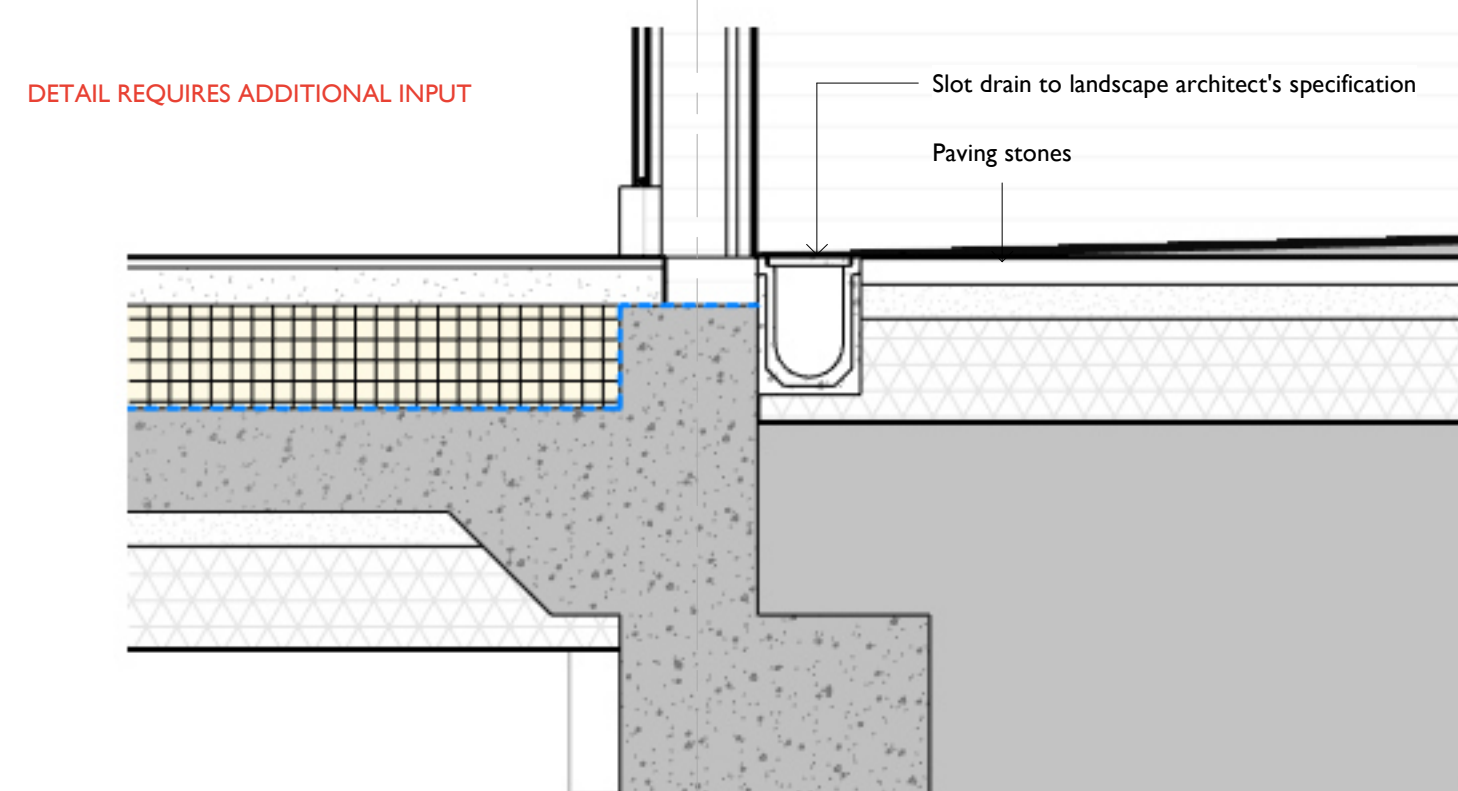 DETAIL REQUIRES ADDITIONAL INPUT
Slot drain to landscape architect's specification
Paving stones